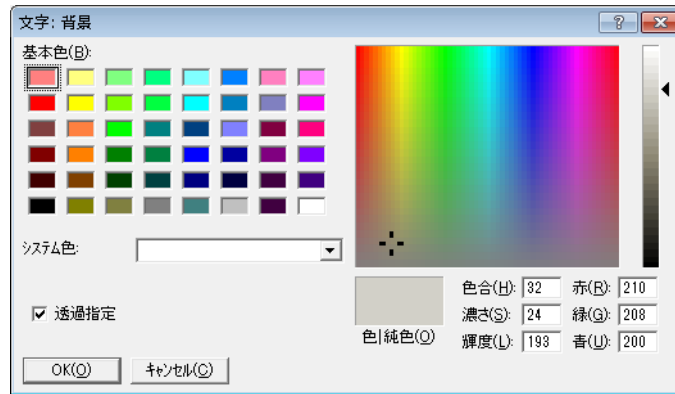 文字: 背景
基本色(B):
システム色:
透過指定
OK(O)
キャンセル(C)
色|純色(O)
色合(H): 32
濃さ(S): 24
輝度(L): 193
赤(R): 210
緑(G): 208
青(U): 200